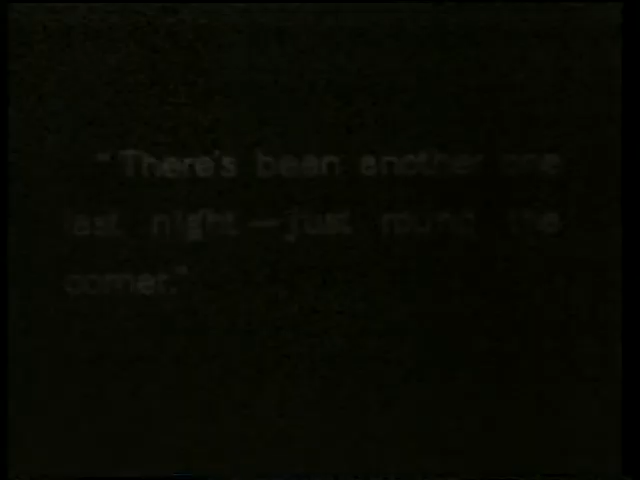 "There's been another one
last night — just round the
corner."